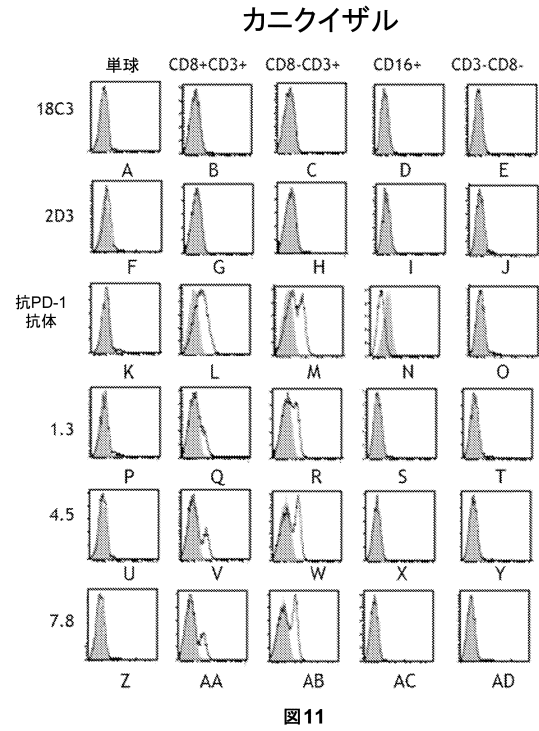 カニクイザル
単球 CD8+CD3+ CD8-CD3+ CD16+ CD3-CD8-
18C3
A B C D E
2D3
F G H I J
抗PD-1
抗体
K L M N O
1.3
P Q R S T
4.5
U V W X Y
7.8
Z AA AB AC AD
図11